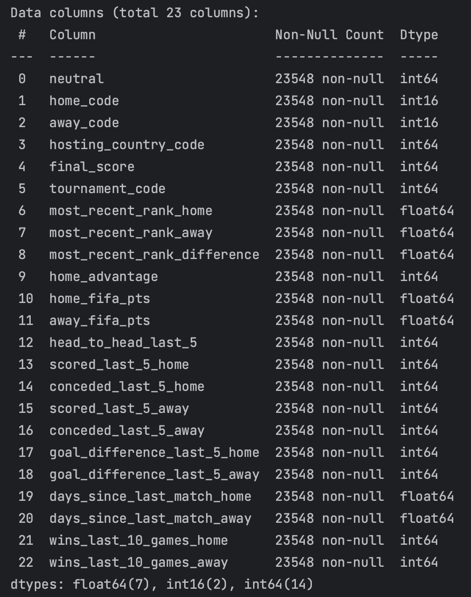 Data columns (total 23 columns):
 #   Column                       Non-Null Count  Dtype
---  ------                       --------------  -----
 0   neutral                      23548 non-null  int64
 1   home_code                    23548 non-null  int16
 2   away_code                    23548 non-null  int16
 3   hosting_country_code         23548 non-null  int64
 4   final_score                  23548 non-null  int64
 5   tournament_code              23548 non-null  int64
 6   most_recent_rank_home        23548 non-null  float64
 7   most_recent_rank_away        23548 non-null  float64
 8   most_recent_rank_difference  23548 non-null  float64
 9   home_advantage               23548 non-null  int64
 10  home_fifa_pts                23548 non-null  float64
 11  away_fifa_pts                23548 non-null  float64
 12  head_to_head_last_5          23548 non-null  int64
 13  scored_last_5_home           23548 non-null  int64
 14  conceded_last_5_home         23548 non-null  int64
 15  scored_last_5_away           23548 non-null  int64
 16  conceded_last_5_away         23548 non-null  int64
 17  goal_difference_last_5_home  23548 non-null  int64
 18  goal_difference_last_5_away  23548 non-null  int64
 19  days_since_last_match_home   23548 non-null  float64
 20  days_since_last_match_away   23548 non-null  float64
 21  wins_last_10_games_home      23548 non-null  int64
 22  wins_last_10_games_away      23548 non-null  int64
dtypes: float64(7), int16(2), int64(14)